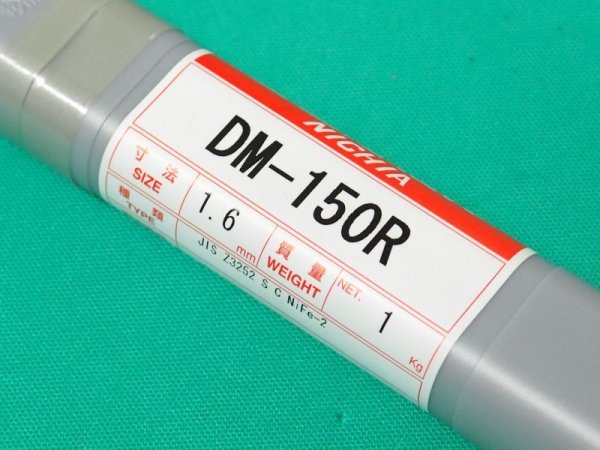 NICHIA
DM-150R
寸法 1.6 質量 NET. 1
SIZE mm WEIGHT Kg
種類 JIS Z3252 S C NiFe-2
TYPE